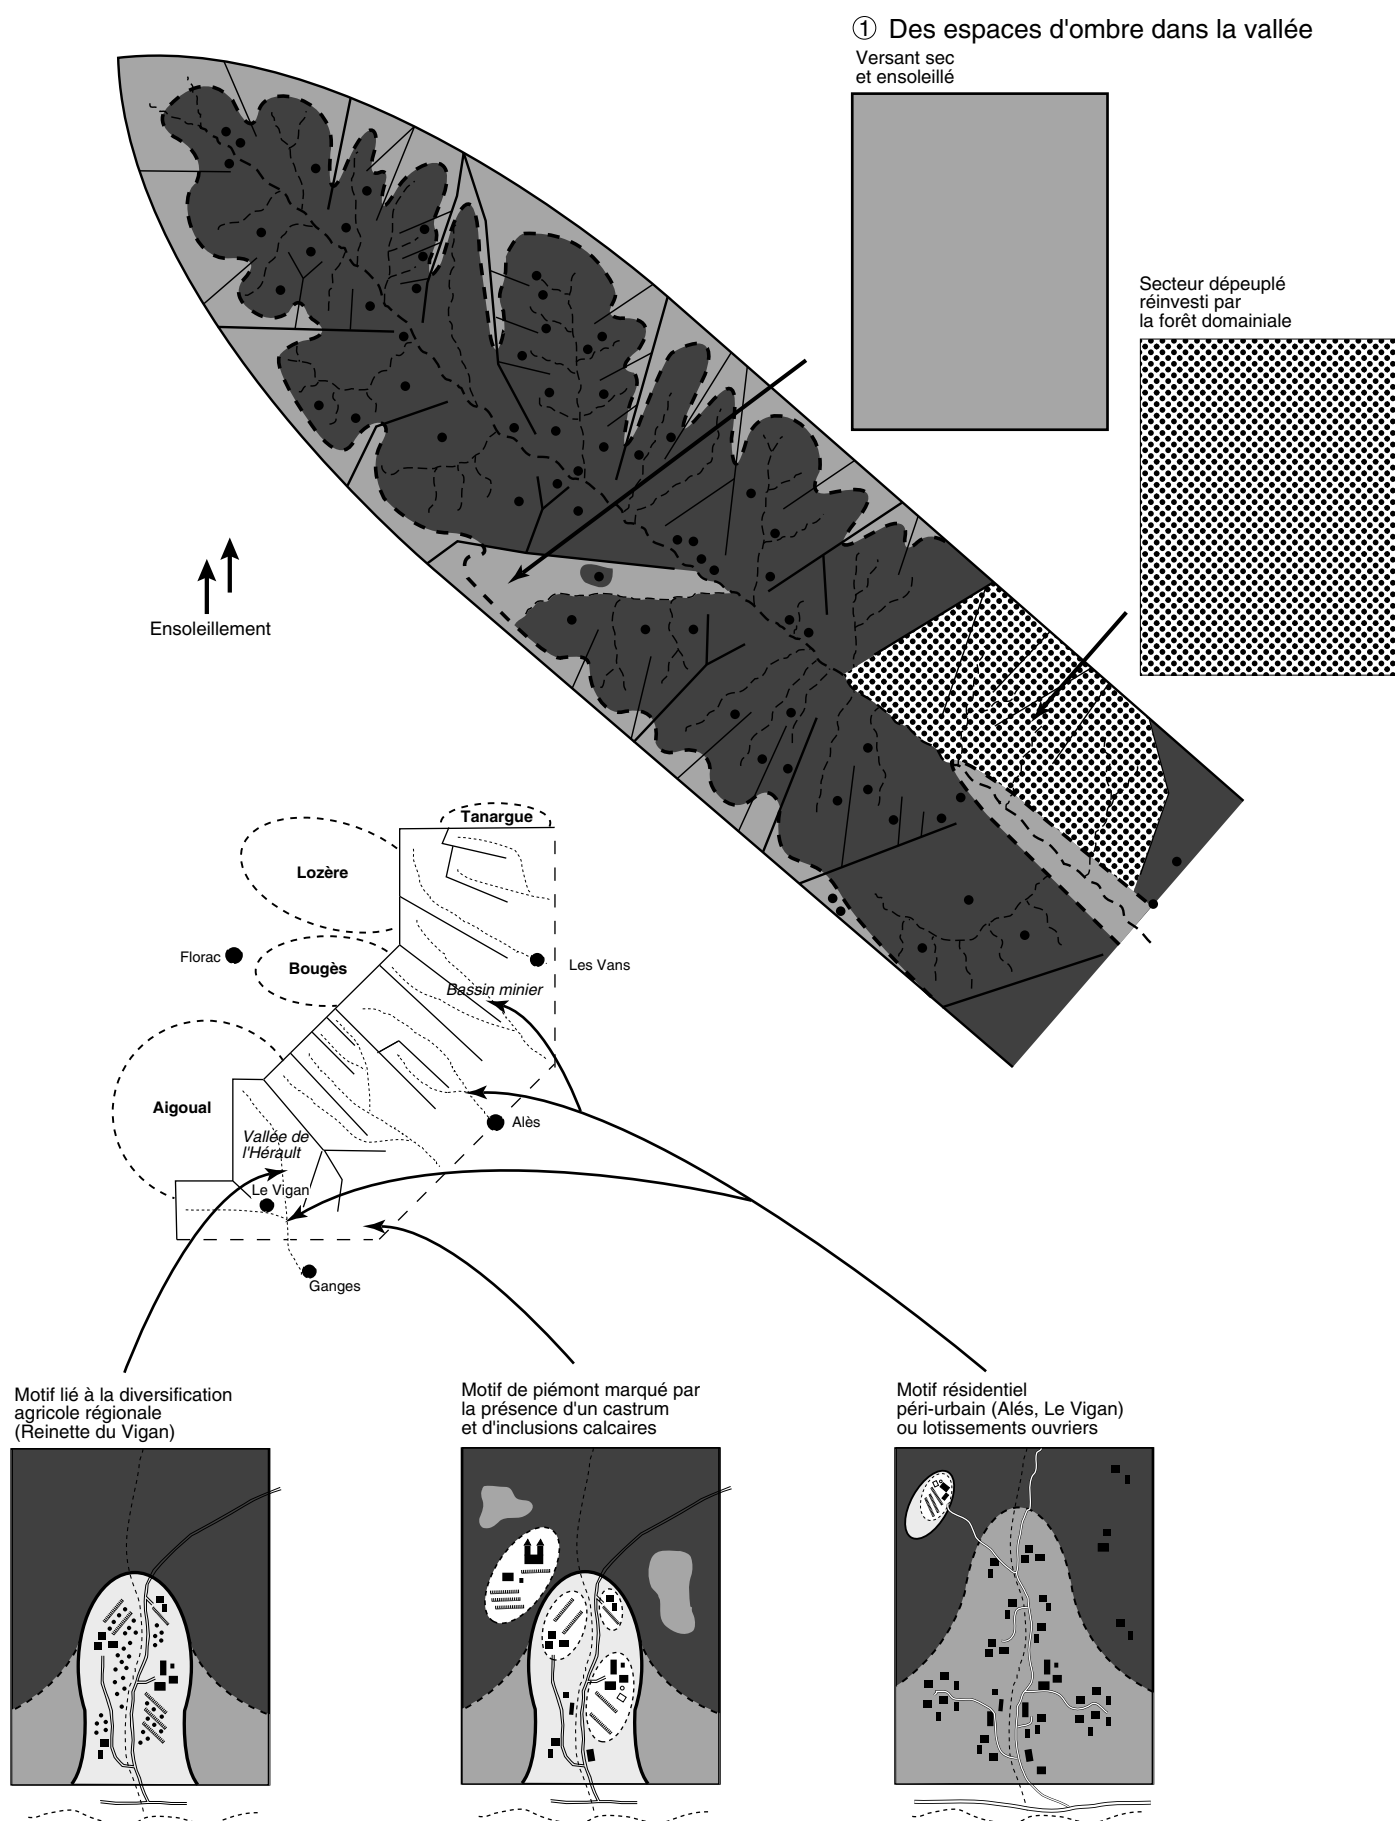 ① Des espaces d'ombre dans la vallée
Versant sec
et ensoleillé
Secteur dépeuplé
réinvesti par
la forêt domainiale
Ensoleillement
Tanargue
Lozère
Florac
Bougès
Les Vans
Bassin minier
Aigoual
Alès
Vallée de
l'Hérault
Le Vigan
Ganges
Motif lié à la diversification
agricole régionale
(Reinette du Vigan)
Motif de piémont marqué par
la présence d'un castrum
et d'inclusions calcaires
Motif résidentiel
péri-urbain (Alés, Le Vigan)
ou lotissements ouvriers